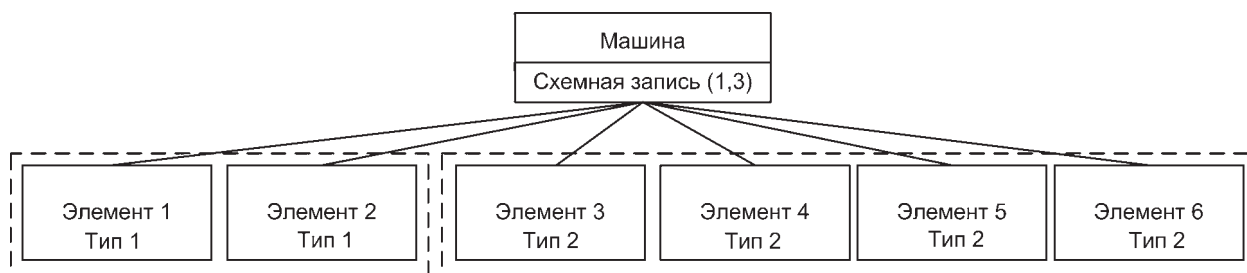 Машина
Схемная запись (1,3)
Элемент 1
Тип 1
Элемент 2
Тип 1
Элемент 3
Тип 2
Элемент 4
Тип 2
Элемент 5
Тип 2
Элемент 6
Тип 2